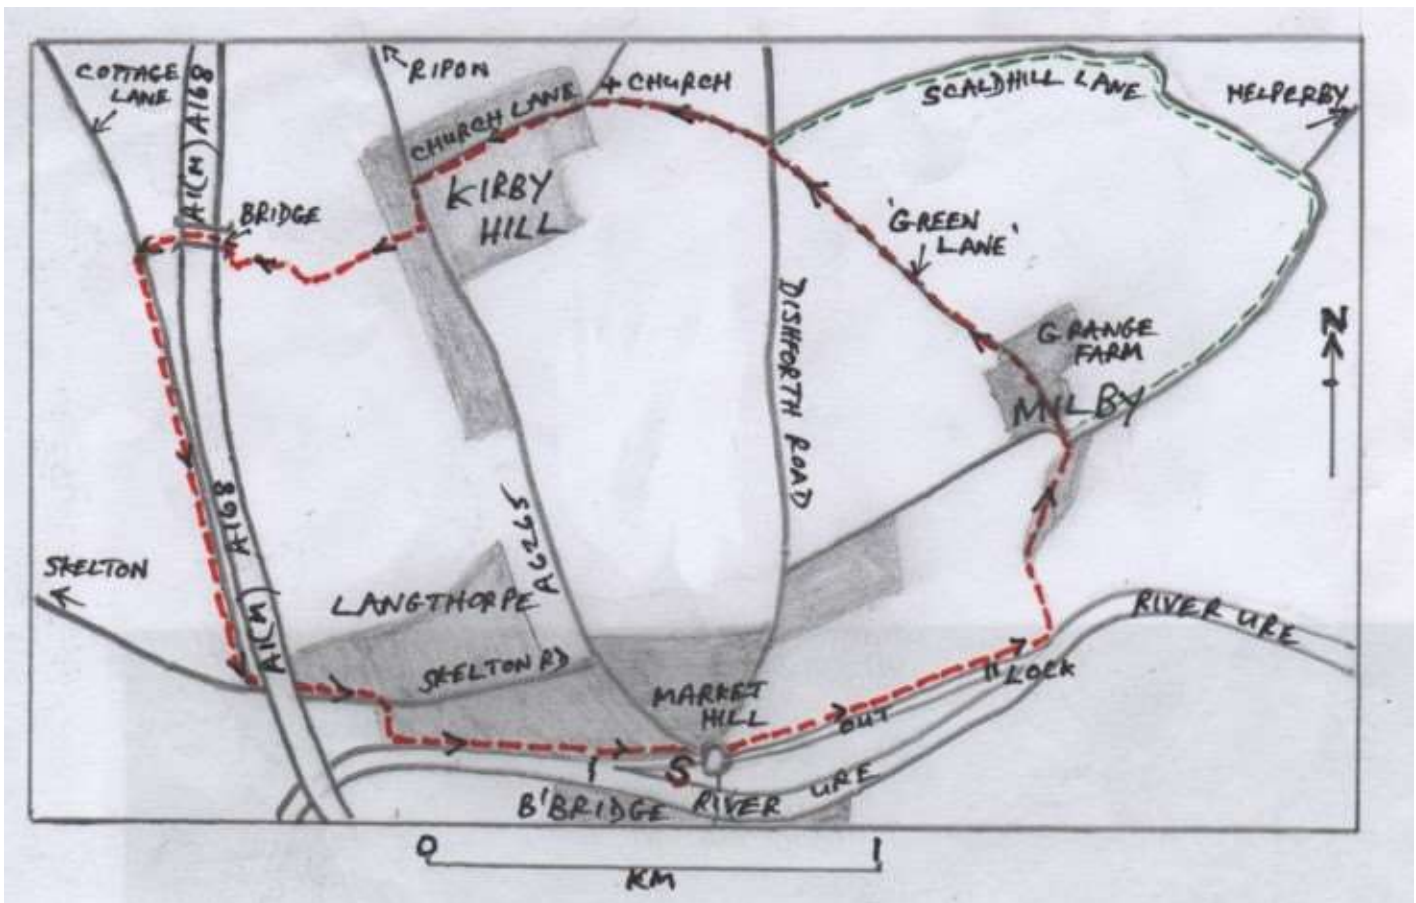 COTTAGE
LANE
A1(M) A168
RIPON
CHURCH LANE
+ CHURCH
SCALDHILL LANE
HELPERBY
KIRBY
HILL
BRIDGE
'GREEN
LANE'
DISHFORTH ROAD
GRANGE
FARM
MILBY
N
A1(M) A168
A6265
SKELTON
LANGTHORPE
SKELTON RD
MARKET
HILL
CUT
LOCK
RIVER URE
S
B'BRIDGE
RIVER URE
0 1
KM